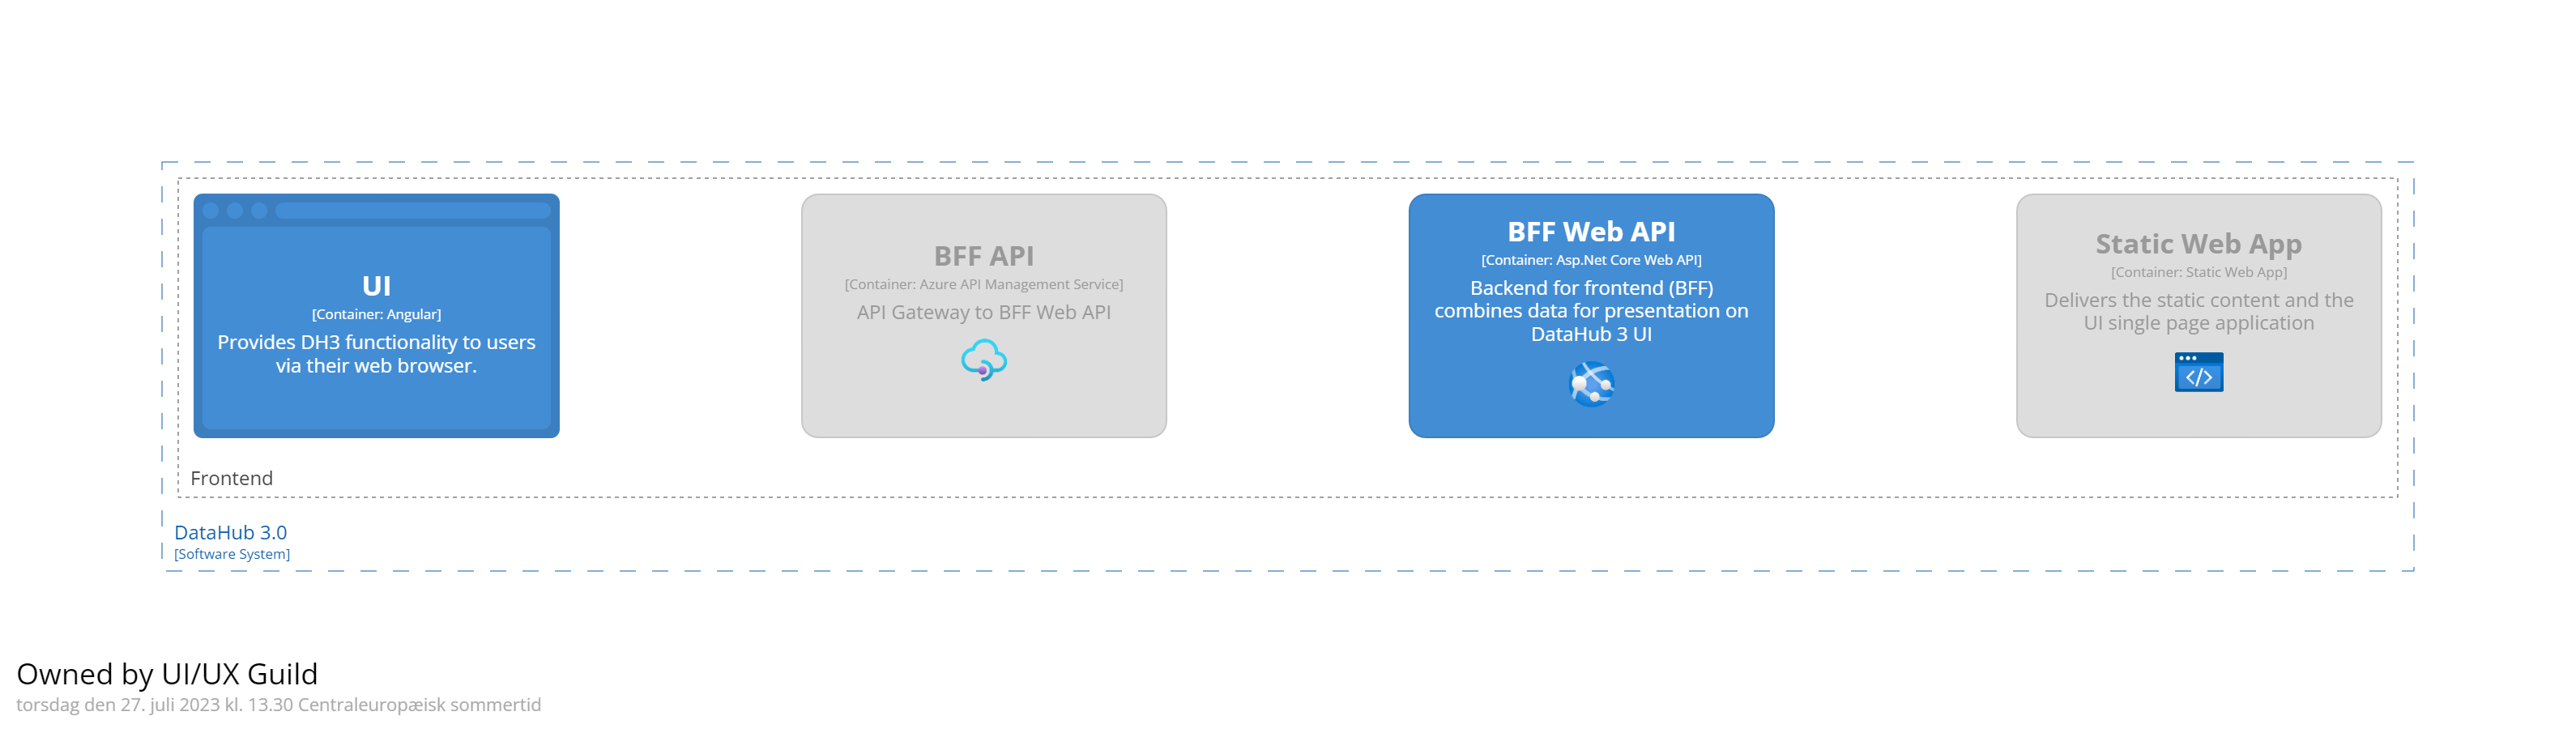 UI
[Container: Angular]
Provides DH3 functionality to users
via their web browser.
BFF API
[Container: Azure API Management Service]
API Gateway to BFF Web API
BFF Web API
[Container: Asp.Net Core Web API]
Backend for frontend (BFF)
combines data for presentation on
DataHub 3 UI
Static Web App
[Container: Static Web App]
Delivers the static content and the
UI single page application
Frontend
DataHub 3.0
[Software System]
Owned by UI/UX Guild
torsdag den 27. juli 2023 kl. 13.30 Centraleuropæisk sommertid